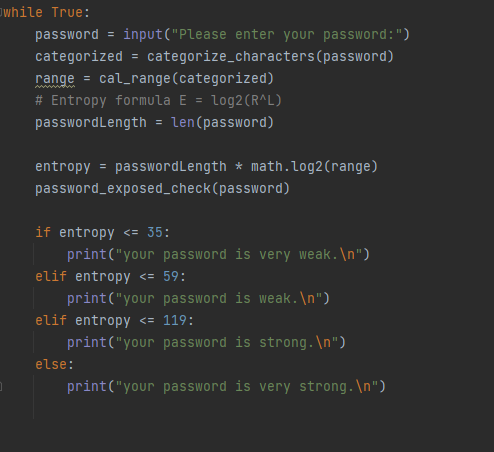 while True:
    password = input("Please enter your password:")
    categorized = categorize_characters(password)
    range = cal_range(categorized)
    # Entropy formula E = log2(R^L)
    passwordLength = len(password)

    entropy = passwordLength * math.log2(range)
    password_exposed_check(password)

    if entropy <= 35:
        print("your password is very weak.\n")
    elif entropy <= 59:
        print("your password is weak.\n")
    elif entropy <= 119:
        print("your password is strong.\n")
    else:
        print("your password is very strong.\n")